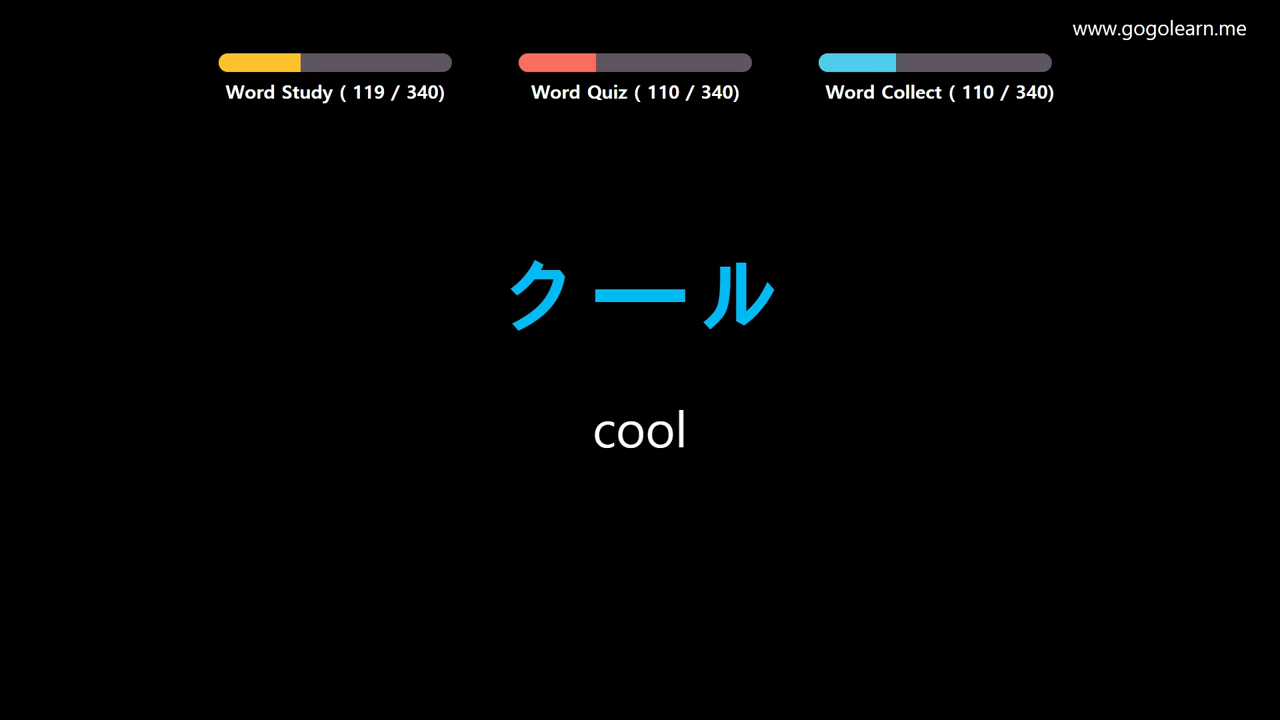 www.gogolearn.me
Word Study ( 119 / 340)
Word Quiz ( 110 / 340)
Word Collect ( 110 / 340)
クール
cool